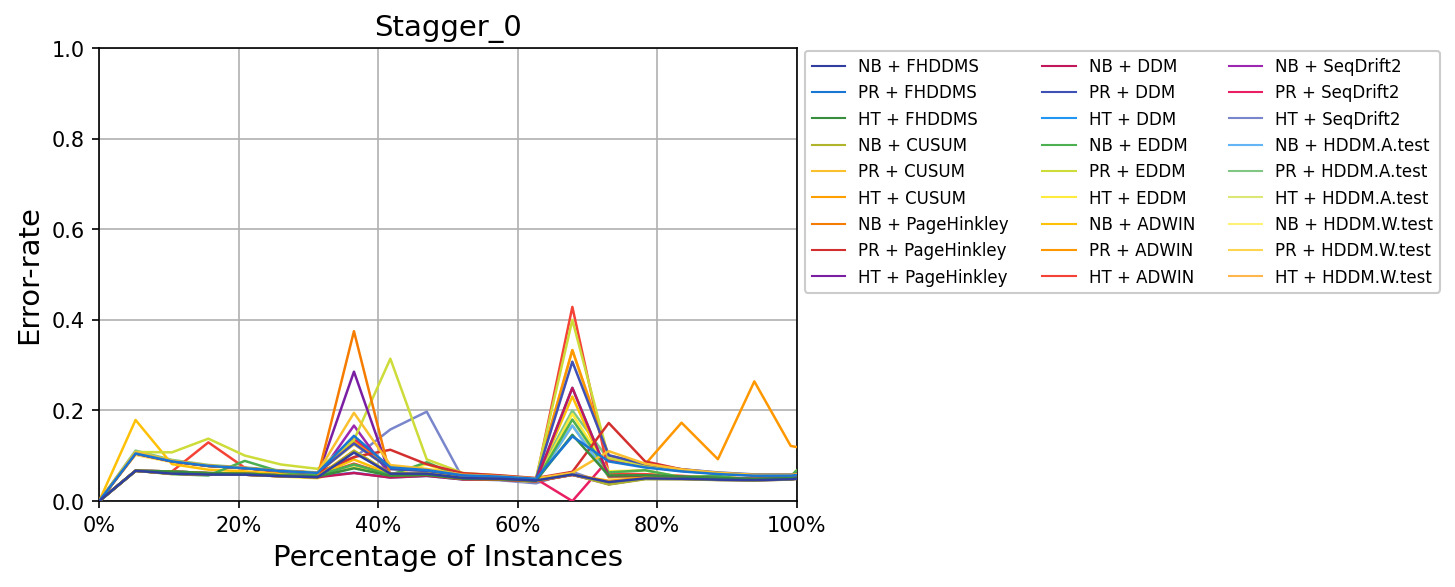 Stagger_0
1.0
0.8
0.6
0.4
0.2
0.0
Error-rate
0%
20%
40%
60%
80%
100%
Percentage of Instances
NB + FHDDMS
PR + FHDDMS
HT + FHDDMS
NB + CUSUM
PR + CUSUM
HT + CUSUM
NB + PageHinkley
PR + PageHinkley
HT + PageHinkley
NB + DDM
PR + DDM
HT + DDM
NB + EDDM
PR + EDDM
HT + EDDM
NB + ADWIN
PR + ADWIN
HT + ADWIN
NB + SeqDrift2
PR + SeqDrift2
HT + SeqDrift2
NB + HDDM.A.test
PR + HDDM.A.test
HT + HDDM.A.test
NB + HDDM.W.test
PR + HDDM.W.test
HT + HDDM.W.test